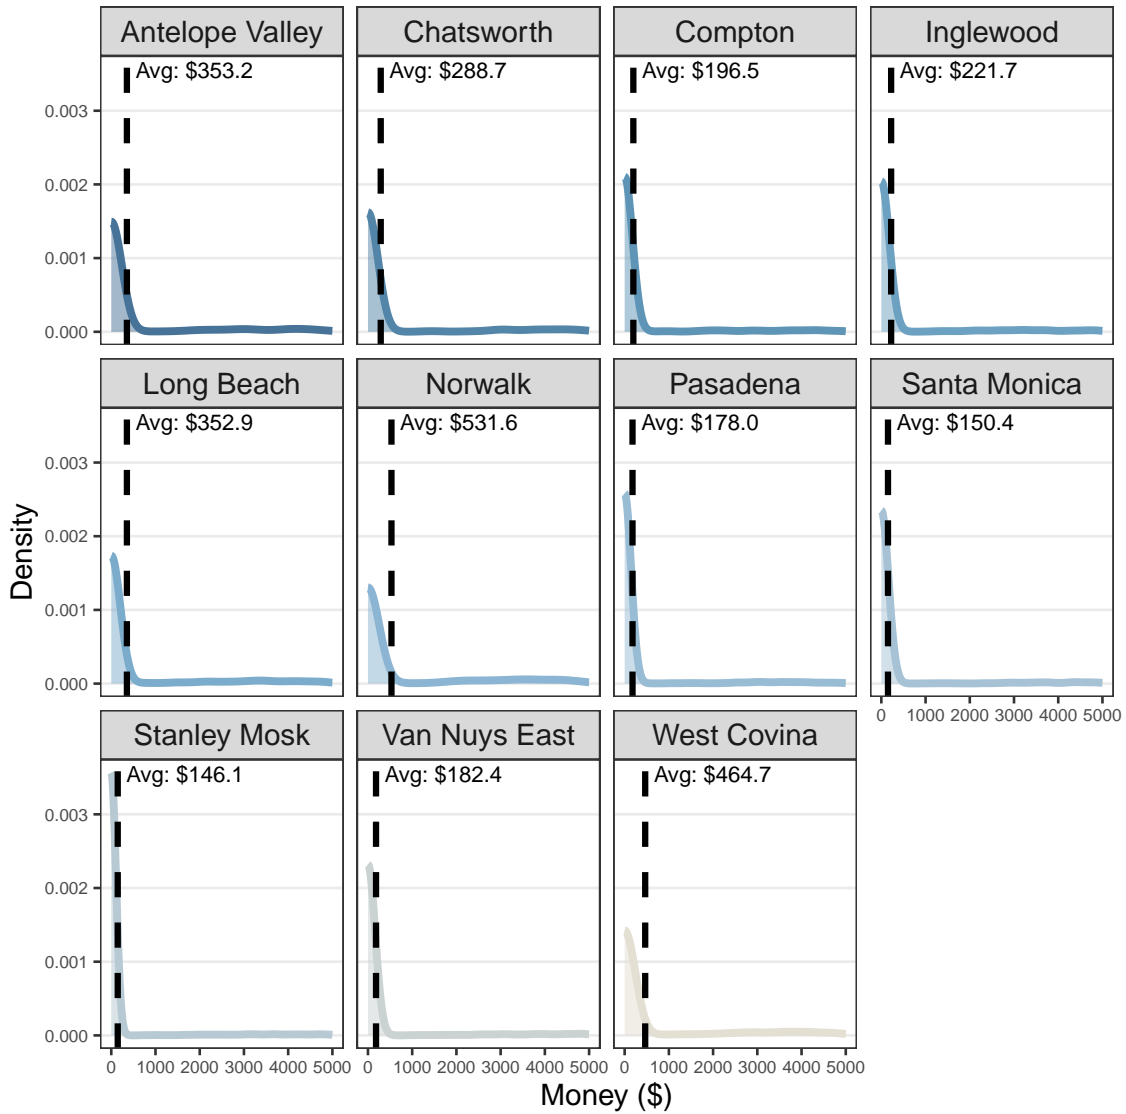 Antelope Valley Chatsworth Compton Inglewood
Avg: $353.2 Avg: $288.7 Avg: $196.5 Avg: $221.7
0.003
0.002
0.001
0.000
Long Beach Norwalk Pasadena Santa Monica
Avg: $352.9 Avg: $531.6 Avg: $178.0 Avg: $150.4
0.003
0.002
0.001
0.000
Density
0 1000 2000 3000 4000 5000
Stanley Mosk Van Nuys East West Covina
Avg: $146.1 Avg: $182.4 Avg: $464.7
0.003
0.002
0.001
0.000
0 1000 2000 3000 4000 5000 0 1000 2000 3000 4000 5000 0 1000 2000 3000 4000 5000
Money ($)